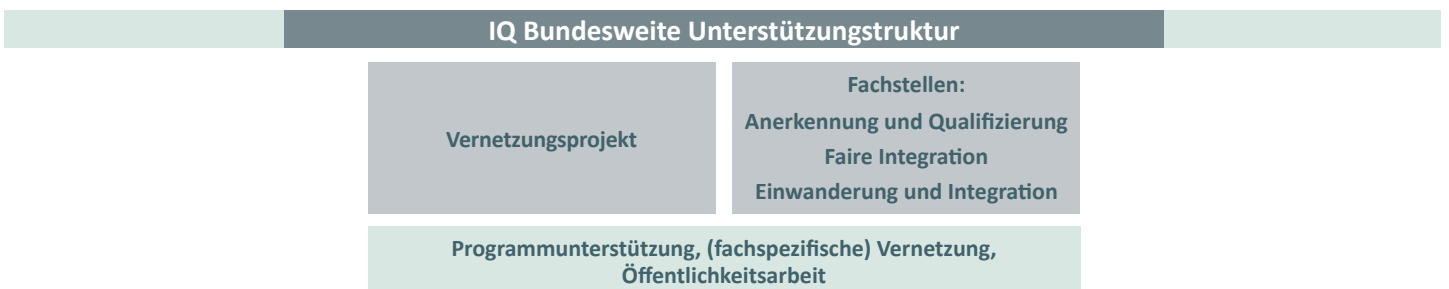 IQ Bundesweite Unterstützungstruktur
Vernetzungsprojekt
Fachstellen:
Anerkennung und Qualifizierung
Faire Integration
Einwanderung und Integration
Programmunterstützung, (fachspezifische) Vernetzung,
Öffentlichkeitsarbeit